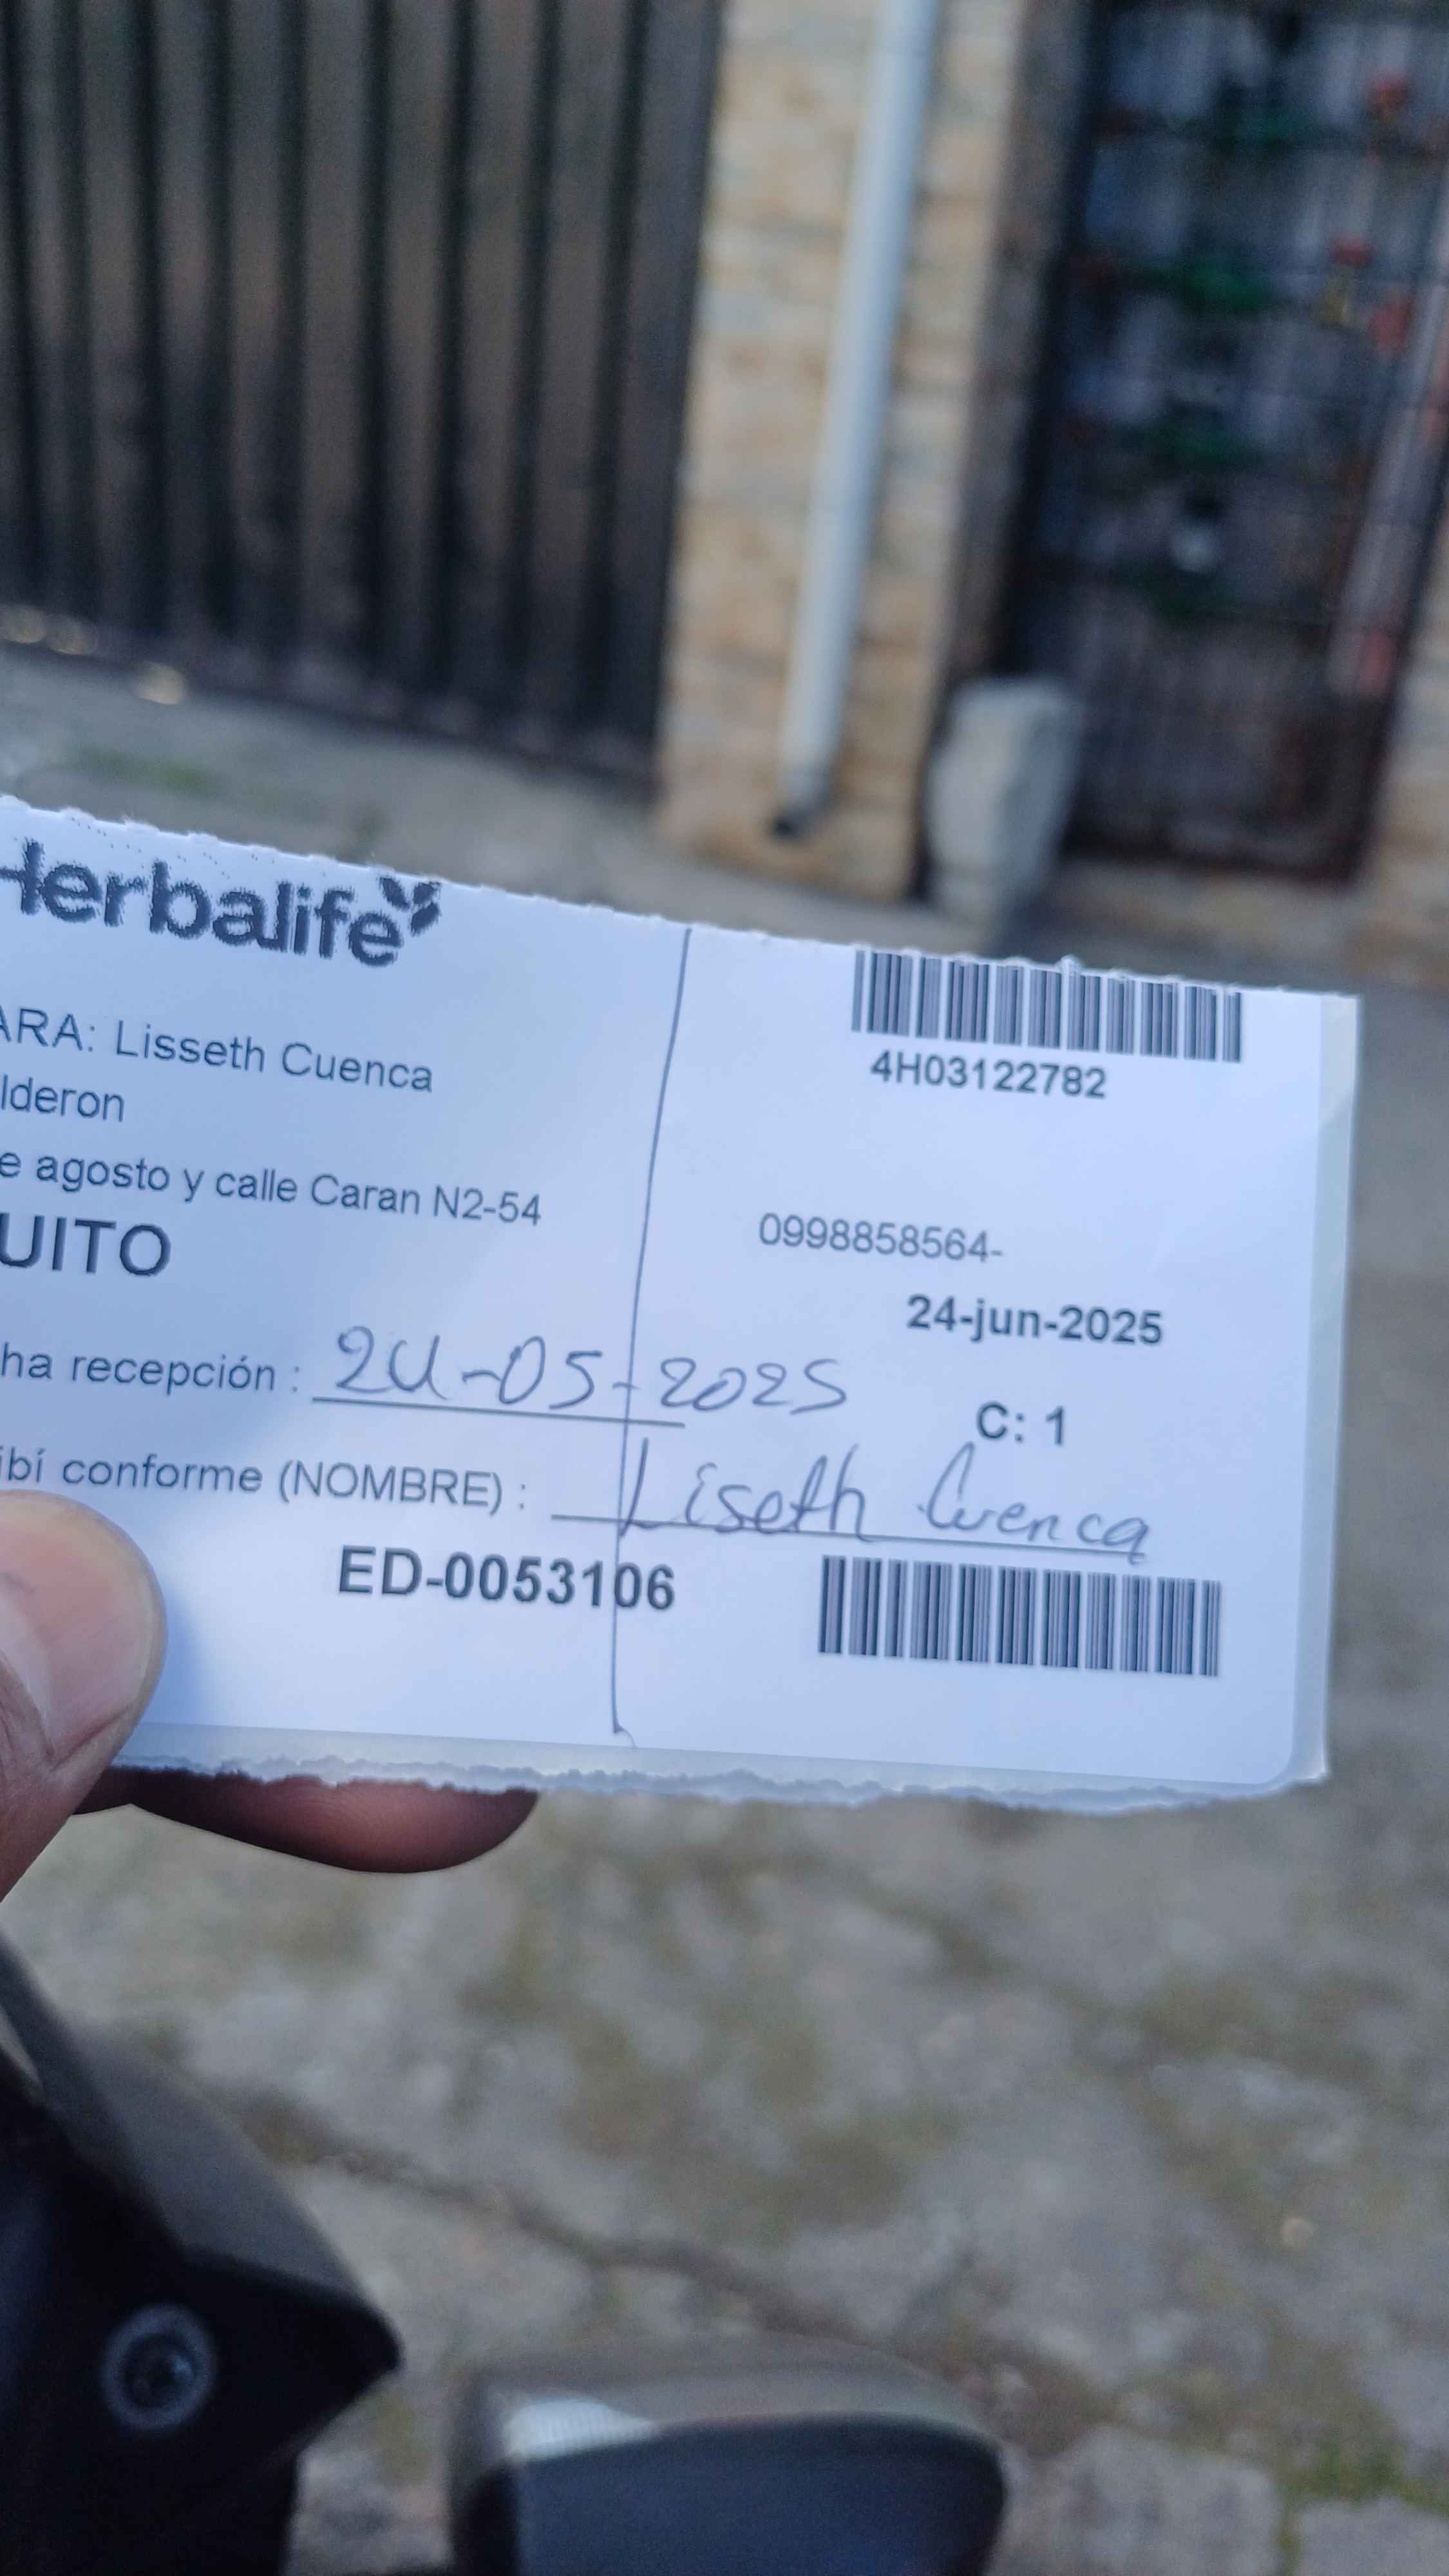 Herbalife
ARA: Lisseth Cuenca
lderon
e agosto y calle Caran N2-54
UITO
ha recepción : 24-05-2025
ibí conforme (NOMBRE) : Liseth Cuenca
ED-0053106
4H03122782
0998858564-
24-jun-2025
C: 1